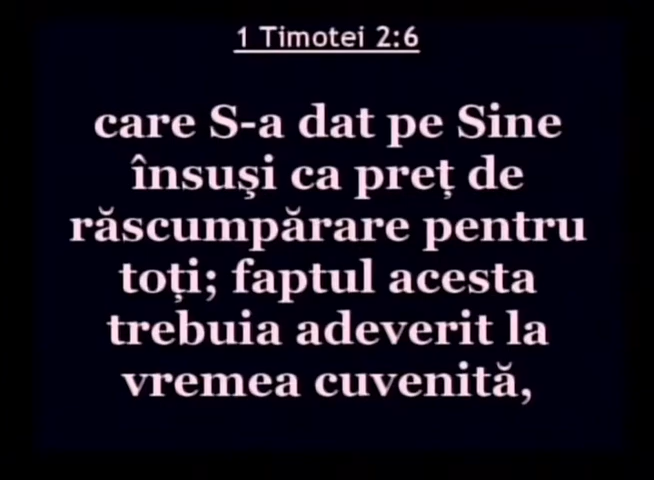 1 Timotei 2:6
care S-a dat pe Sine
însuşi ca preţ de
răscumpărare pentru
toţi; faptul acesta
trebuia adeverit la
vremea cuvenită,